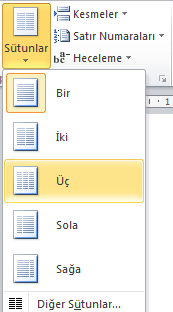 Sütunlar
Kesmeler
Satır Numaraları
Heceleme
Bir
İki
Üç
Sola
Sağa
Diğer Sütunlar...